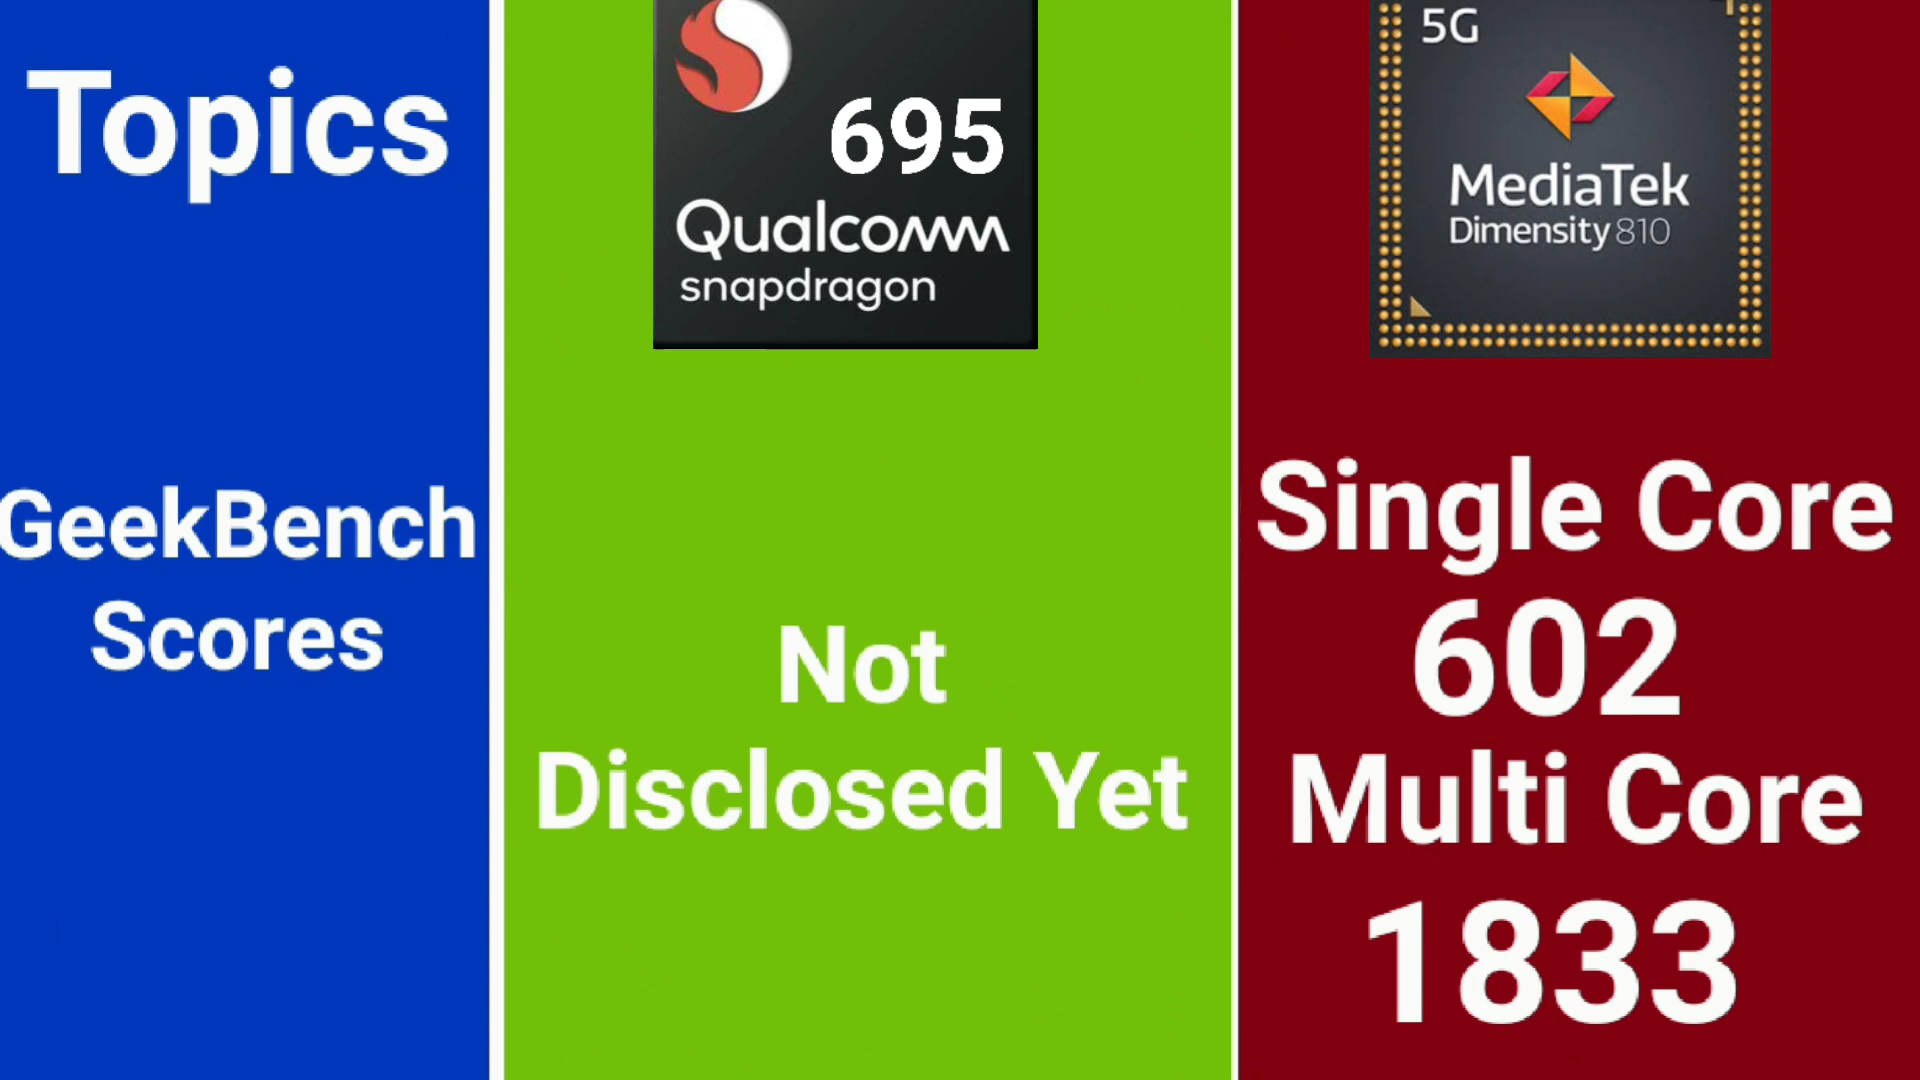 Topics
GeekBench
Scores
695
Qualcomm
snapdragon
Not
Disclosed Yet
5G
MediaTek
Dimensity 810
Single Core
602
Multi Core
1833